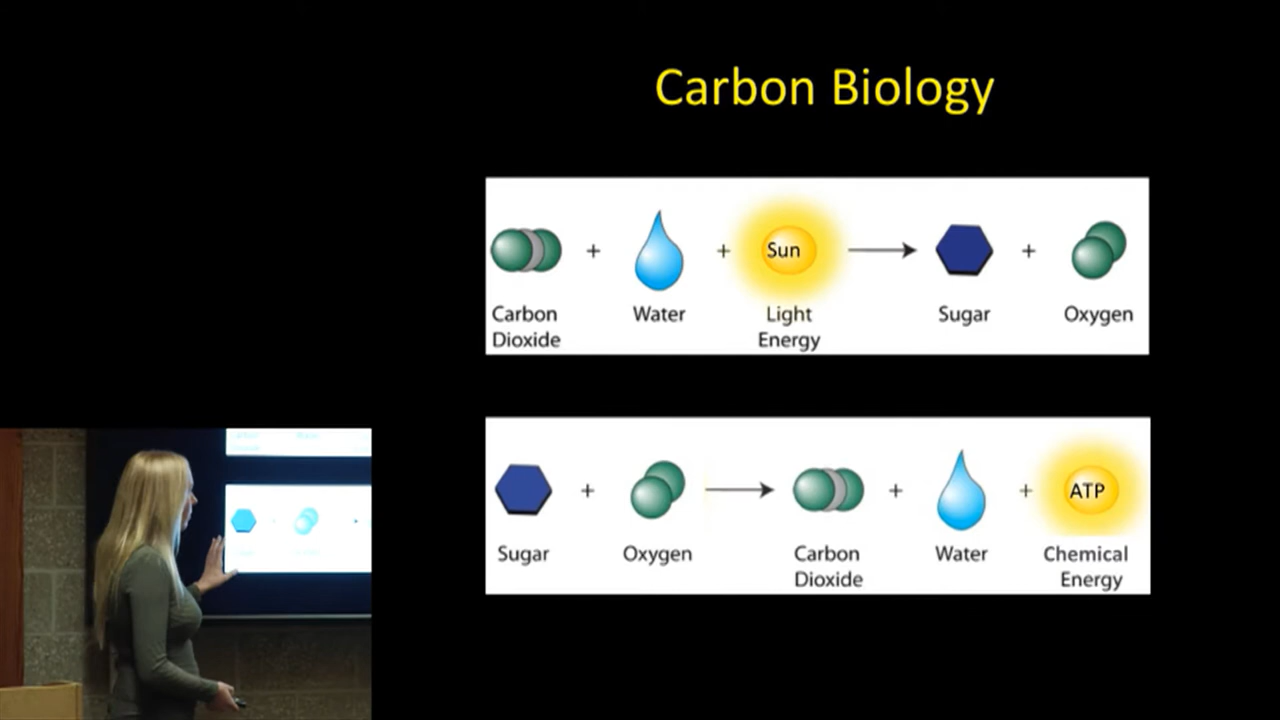 Carbon Biology
+ + Sun + 
Carbon Dioxide Water Light Energy Sugar Oxygen
+ + + ATP
Sugar Oxygen Carbon Dioxide Water Chemical Energy